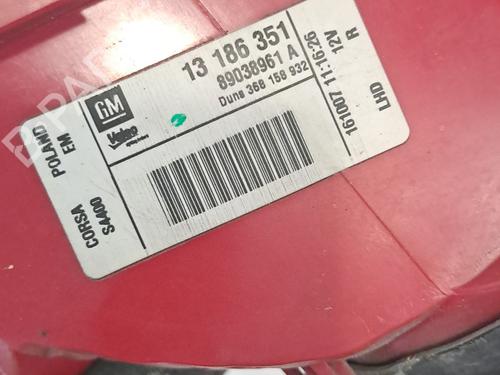 13 186 351
89038961 A
Duns 368 158 932
GM
Valeo
POLAND
EM
CORSA
S4400
161007 11:16:26
12V
R
LHD